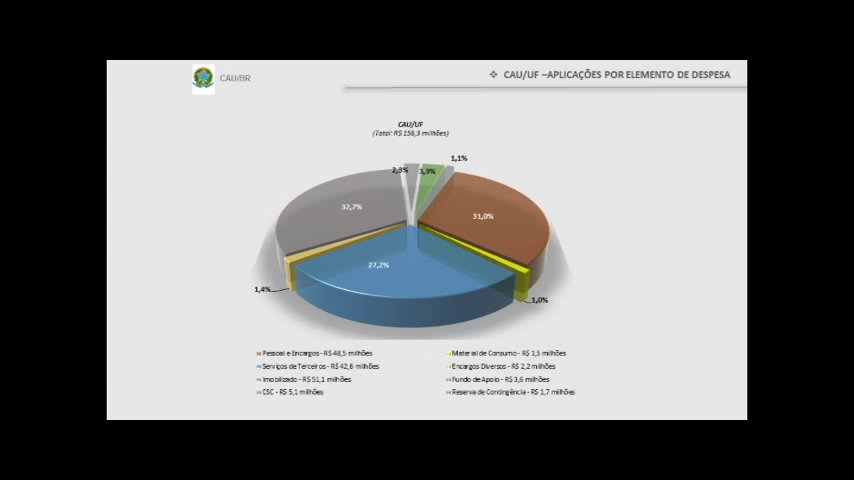 CAU/BR
❖ CAU/UF –APLICAÇÕES POR ELEMENTO DE DESPESA
CAU/UF
(Total: R$ 156,3 milhões)
2,3%
3,3%
1,1%
32,7%
31,0%
27,2%
1,4%
1,0%
Pessoal e Encargos - R$ 48,5 milhões
Material de Consumo - R$ 1,5 milhões
Serviços de Terceiros - R$ 42,6 milhões
Encargos Diversos - R$ 2,2 milhões
Imobilizado - R$ 51,1 milhões
Fundo de Apoio - R$ 3,6 milhões
CSC - R$ 5,1 milhões
Reserva de Contingência - R$ 1,7 milhões